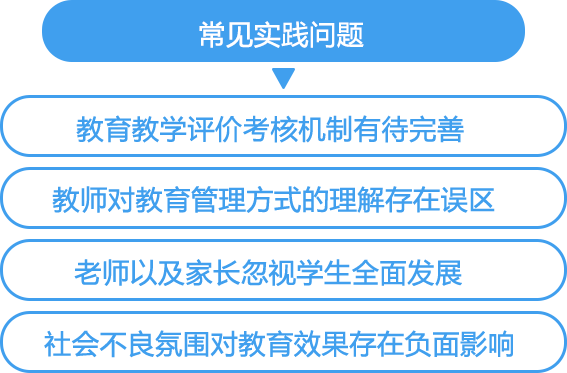 常见实践问题
教育教学评价考核机制有待完善
教师对教育管理方式的理解存在误区
老师以及家长忽视学生全面发展
社会不良氛围对教育效果存在负面影响